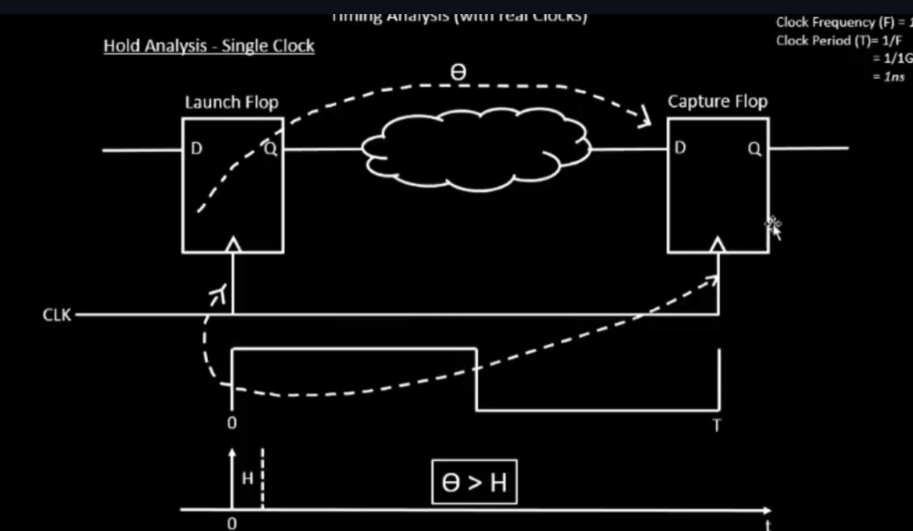 Timing Analysis (with real Clocks)
Clock Frequency (F) =
Hold Analysis - Single Clock
Clock Period (T)= 1/F
= 1/1G
= 1ns
Θ
Launch Flop
Capture Flop
D Q
D Q
CLK
0 T
H
Θ > H
0 t